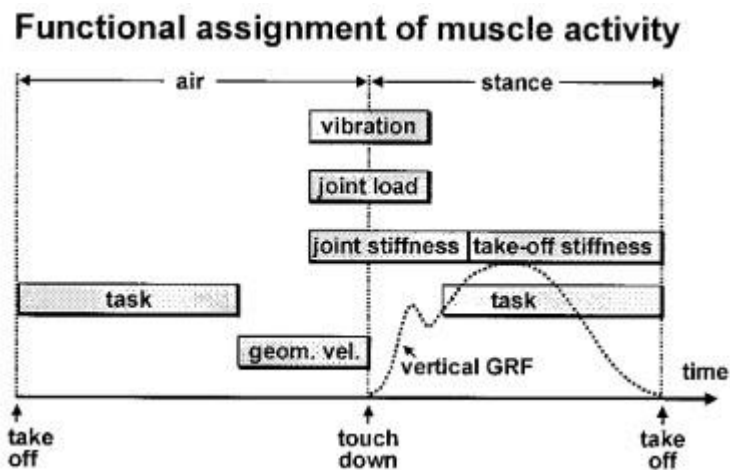 Functional assignment of muscle activity
air
stance
vibration
joint load
joint stiffness
take-off stiffness
task
task
geom. vel.
vertical GRF
time
take
off
touch
down
take
off